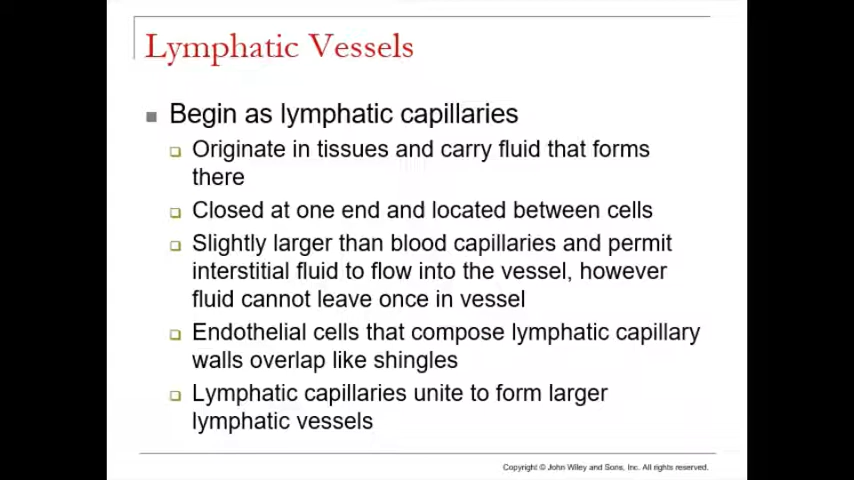 Lymphatic Vessels
Begin as lymphatic capillaries
Originate in tissues and carry fluid that forms
there
Closed at one end and located between cells
Slightly larger than blood capillaries and permit
interstitial fluid to flow into the vessel, however
fluid cannot leave once in vessel
Endothelial cells that compose lymphatic capillary
walls overlap like shingles
Lymphatic capillaries unite to form larger
lymphatic vessels
Copyright © John Wiley and Sons, Inc. All rights reserved.